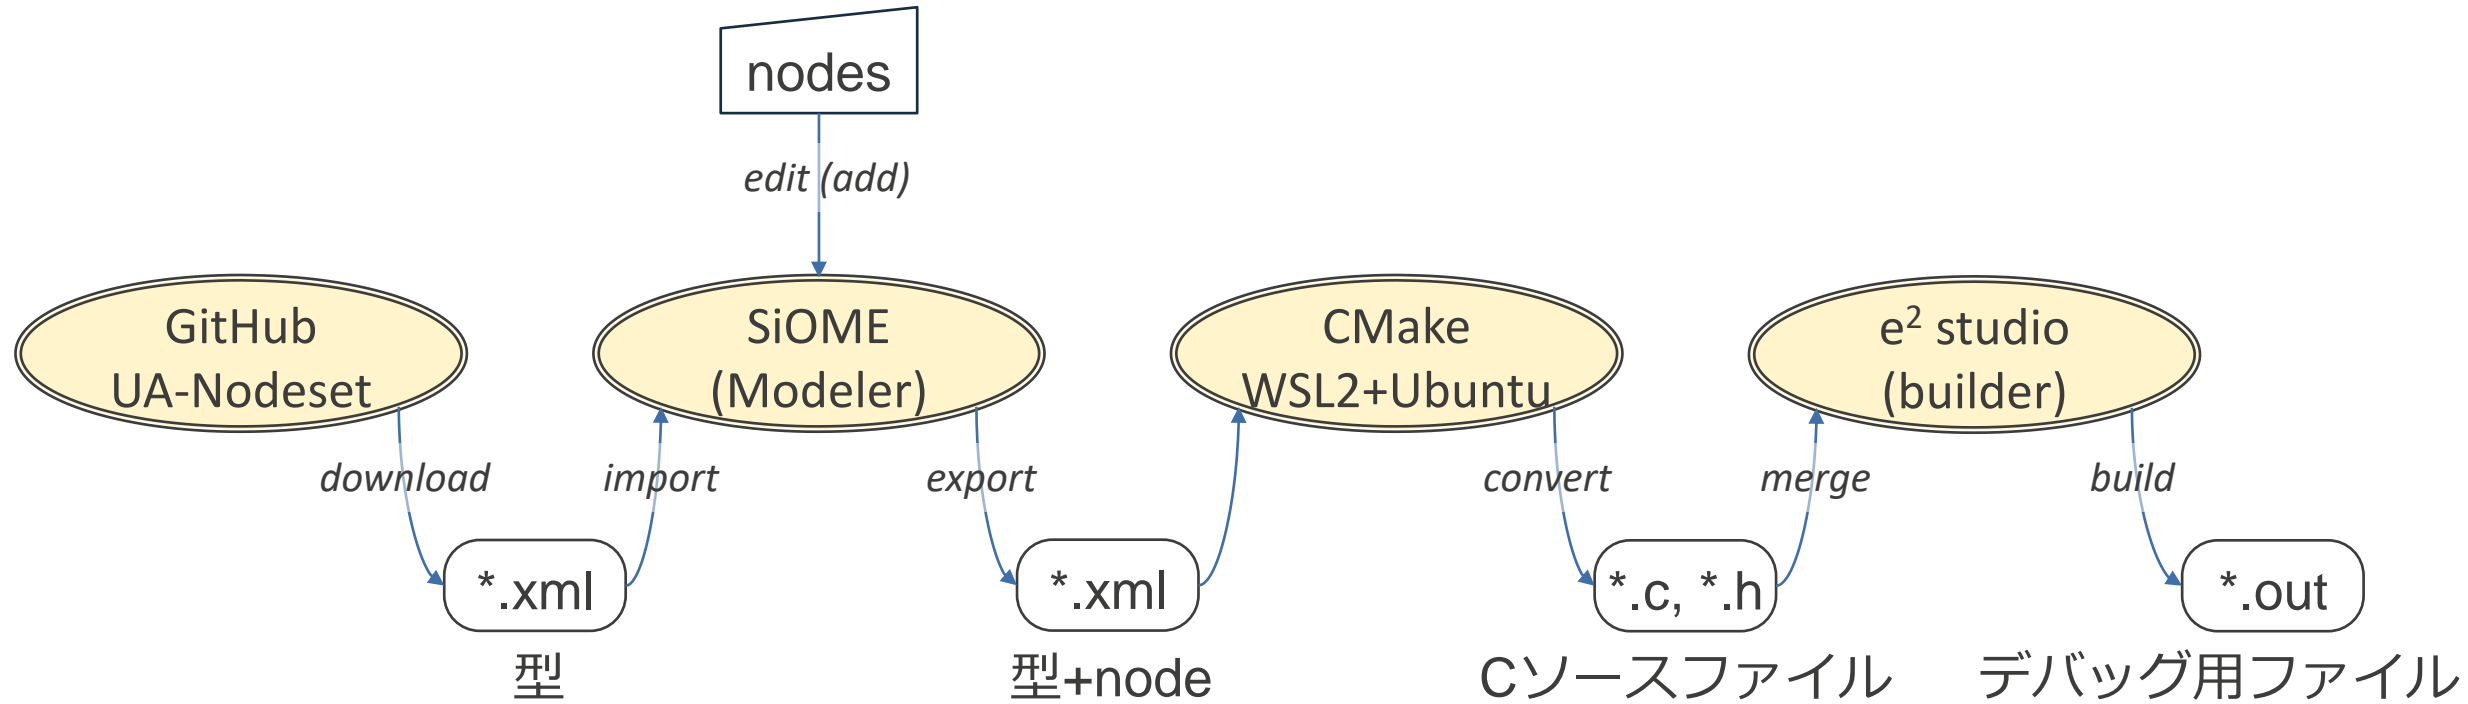 nodes
edit (add)
GitHub
UA-Nodeset
SiOME
(Modeler)
CMake
WSL2+Ubuntu
e² studio
(builder)
download
import
export
convert
merge
build
*.xml
*.xml
*.c, *.h
*.out
型
型+node
Cソースファイル
デバッグ用ファイル